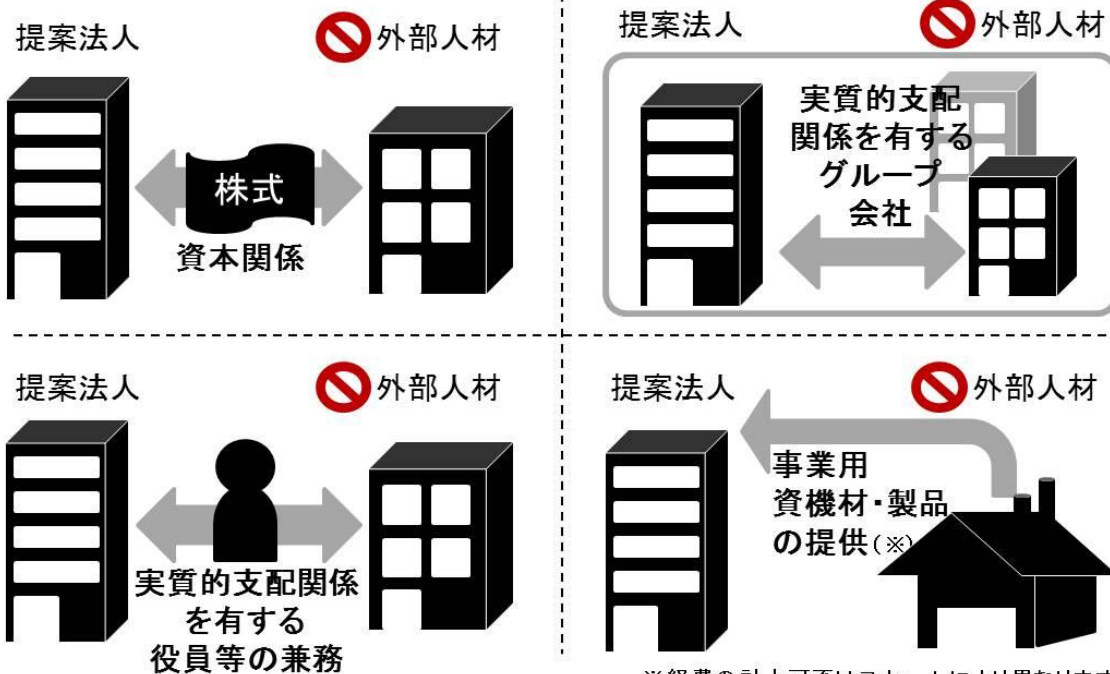 提案法人
外部人材
株式
資本関係
提案法人
外部人材
実質的支配
関係を有する
グループ
会社
提案法人
外部人材
実質的支配関係
を有する
役員等の兼務
提案法人
外部人材
事業用
資機材・製品
の提供(※)